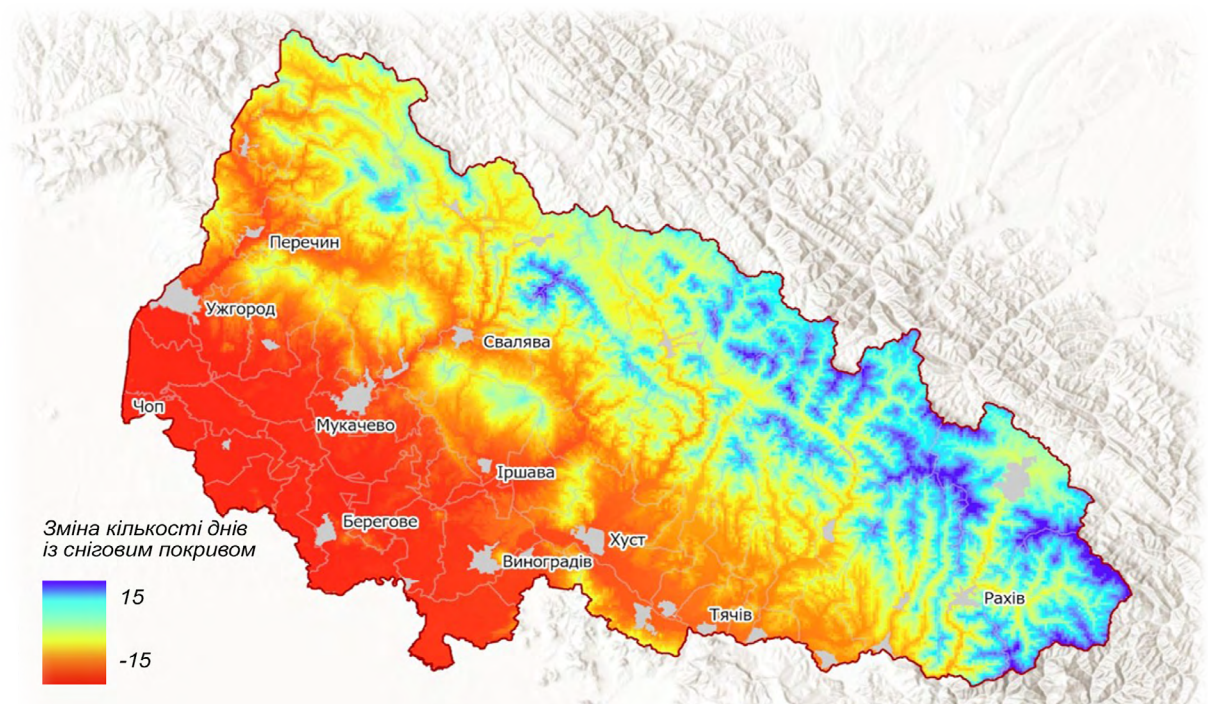 Перечин
Ужгород
Свалява
Чоп
Мукачево
Іршава
Берегове
Хуст
Виноградів
Рахів
Тячів
Зміна кількості днів
із сніговим покривом
15
-15